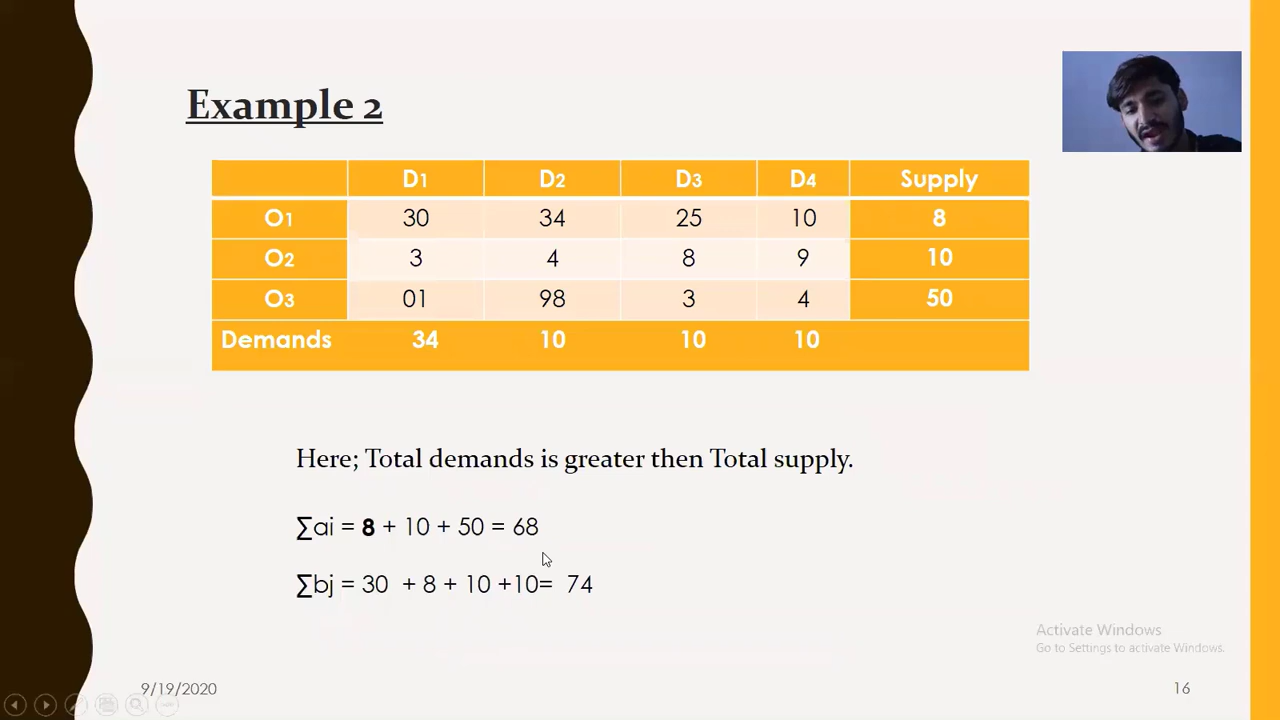 Example 2
D1 D2 D3 D4 Supply
O1 30 34 25 10 8
O2 3 4 8 9 10
O3 01 98 3 4 50
Demands 34 10 10 10
Here; Total demands is greater then Total supply.
∑ai = 8 + 10 + 50 = 68
∑bj = 30 + 8 + 10 +10= 74
Activate Windows
Go to Settings to activate Windows.
9/19/2020 16